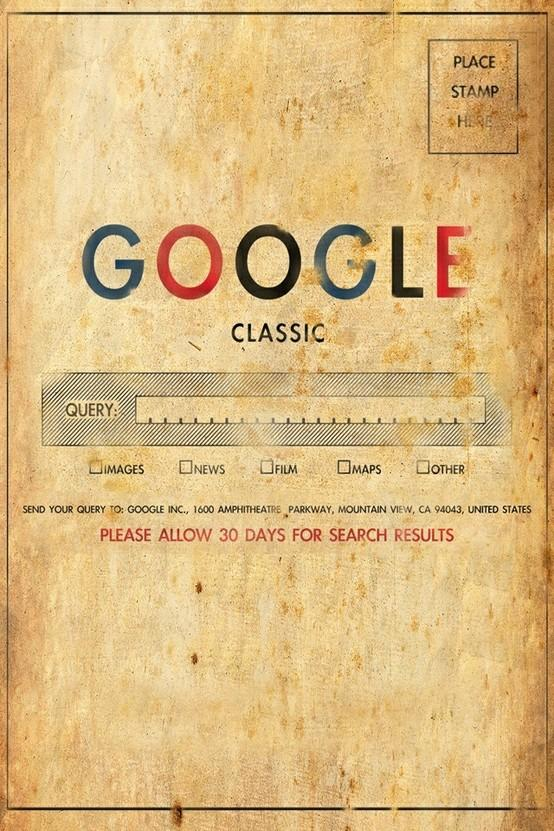 PLACE
STAMP
HERE
GOOGLE
CLASSIC
QUERY:
IMAGES NEWS FILM MAPS OTHER
SEND YOUR QUERY TO: GOOGLE INC., 1600 AMPHITHEATRE PARKWAY, MOUNTAIN VIEW, CA 94043, UNITED STATES
PLEASE ALLOW 30 DAYS FOR SEARCH RESULTS